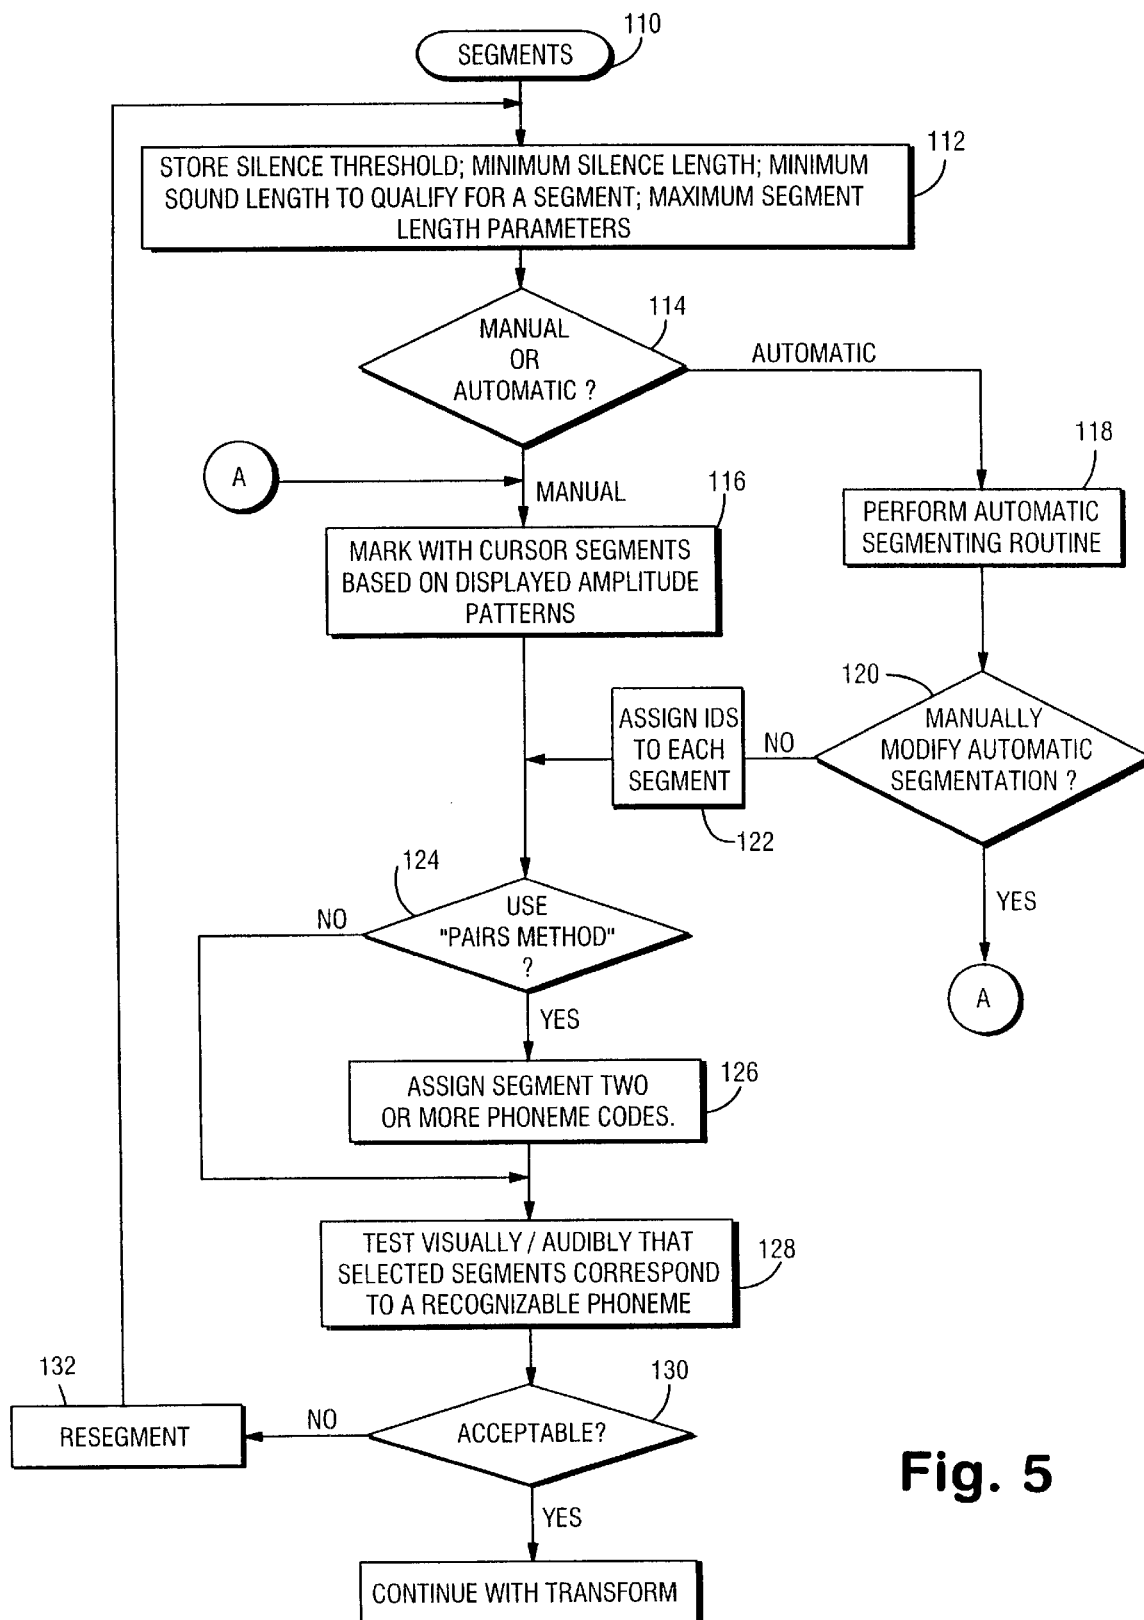 110
SEGMENTS
112
STORE SILENCE THRESHOLD; MINIMUM SILENCE LENGTH; MINIMUM
SOUND LENGTH TO QUALIFY FOR A SEGMENT; MAXIMUM SEGMENT
LENGTH PARAMETERS
114
MANUAL
OR
AUTOMATIC ?
AUTOMATIC
A
MANUAL
116
MARK WITH CURSOR SEGMENTS
BASED ON DISPLAYED AMPLITUDE
PATTERNS
118
PERFORM AUTOMATIC
SEGMENTING ROUTINE
120
MANUALLY
MODIFY AUTOMATIC
SEGMENTATION ?
NO
ASSIGN IDS
TO EACH
SEGMENT
122
YES
A
124
USE
"PAIRS METHOD"
?
NO
YES
126
ASSIGN SEGMENT TWO
OR MORE PHONEME CODES.
128
TEST VISUALLY / AUDIBLY THAT
SELECTED SEGMENTS CORRESPOND
TO A RECOGNIZABLE PHONEME
130
ACCEPTABLE?
NO
132
RESEGMENT
YES
CONTINUE WITH TRANSFORM
Fig. 5